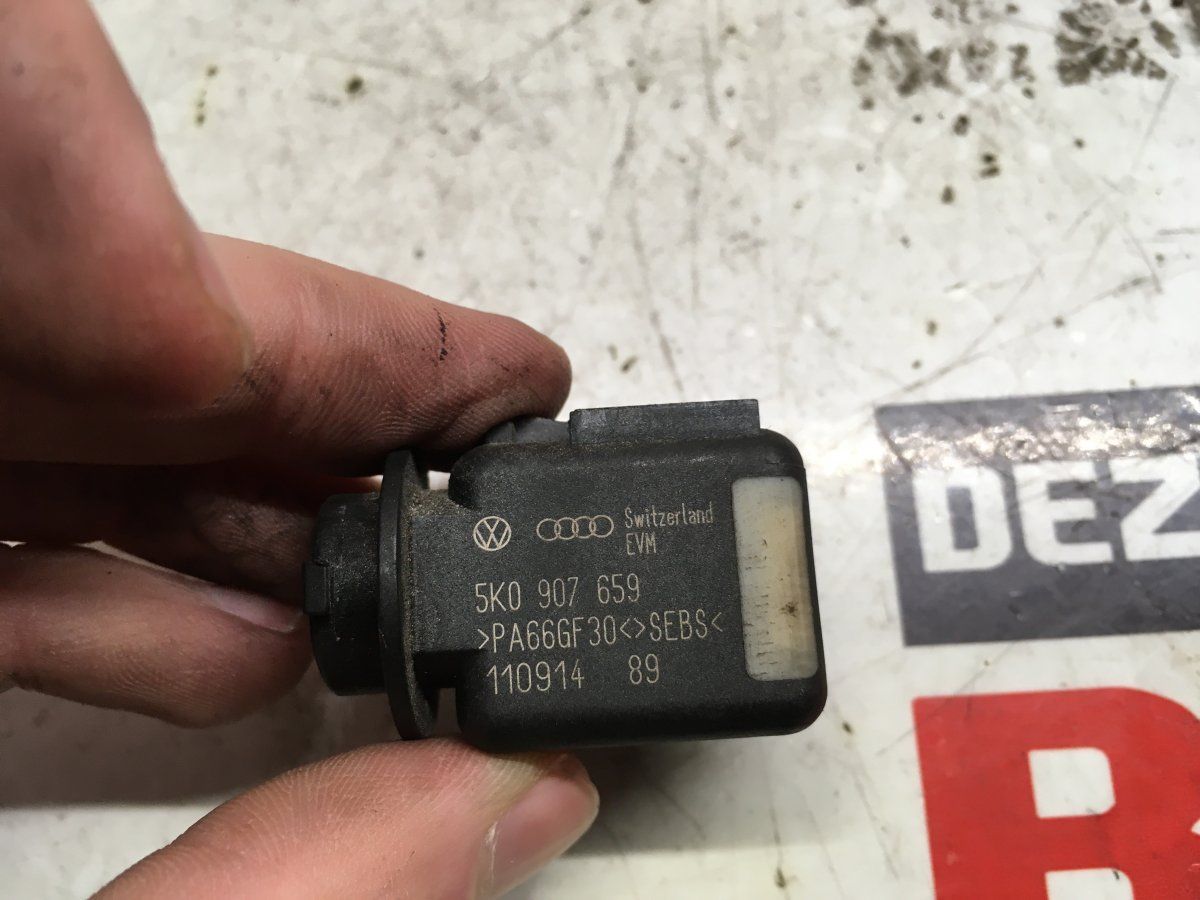 Switzerland
EVM
5K0 907 659
>PA66GF30<>SEBS<
110914 89
DEZ